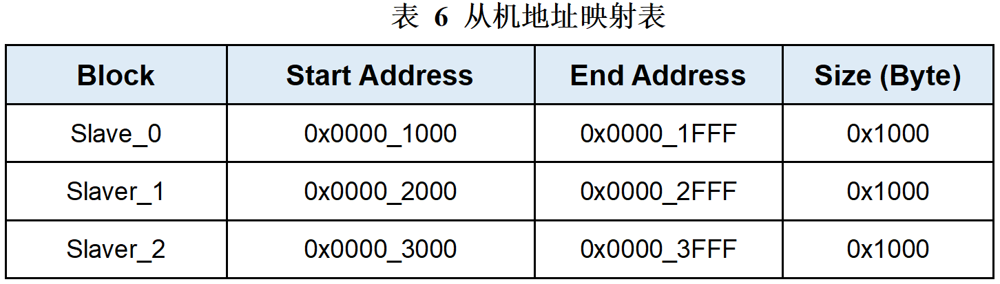 表 6 从机地址映射表
Block Start Address End Address Size (Byte)
Slave_0 0x0000_1000 0x0000_1FFF 0x1000
Slaver_1 0x0000_2000 0x0000_2FFF 0x1000
Slaver_2 0x0000_3000 0x0000_3FFF 0x1000